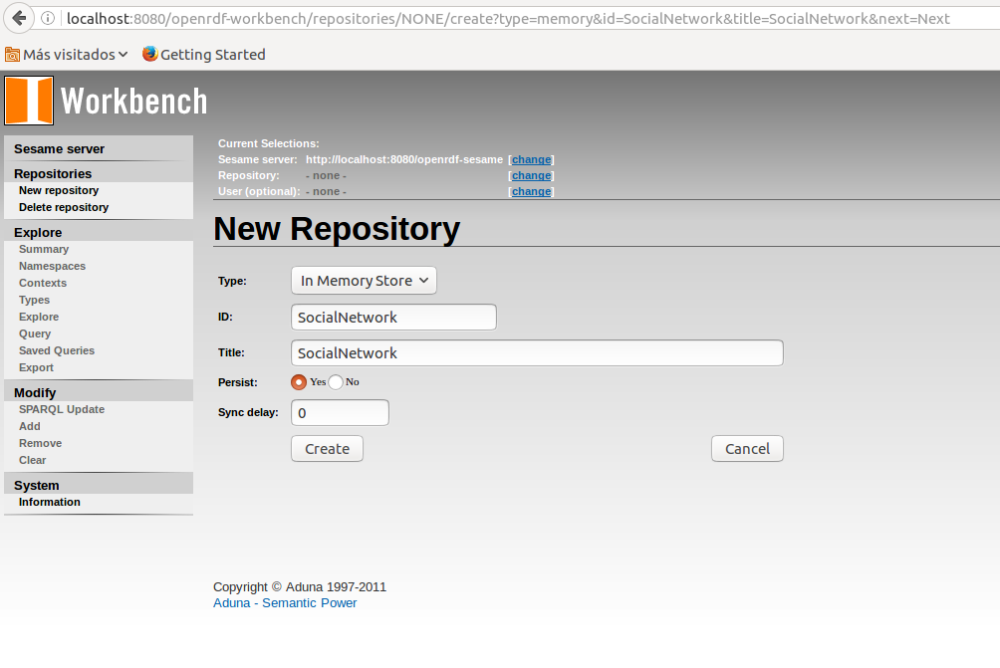 localhost:8080/openrdf-workbench/repositories/NONE/create?type=memory&id=SocialNetwork&title=SocialNetwork&next=Next
Más visitados Getting Started
Workbench
Sesame server
Repositories
New repository
Delete repository
Explore
Summary
Namespaces
Contexts
Types
Explore
Query
Saved Queries
Export
Modify
SPARQL Update
Add
Remove
Clear
System
Information
Current Selections:
Sesame server: http://localhost:8080/openrdf-sesame [change]
Repository: - none - [change]
User (optional): - none - [change]
New Repository
Type: In Memory Store
ID: SocialNetwork
Title: SocialNetwork
Persist: Yes No
Sync delay: 0
Create Cancel
Copyright © Aduna 1997-2011
Aduna - Semantic Power